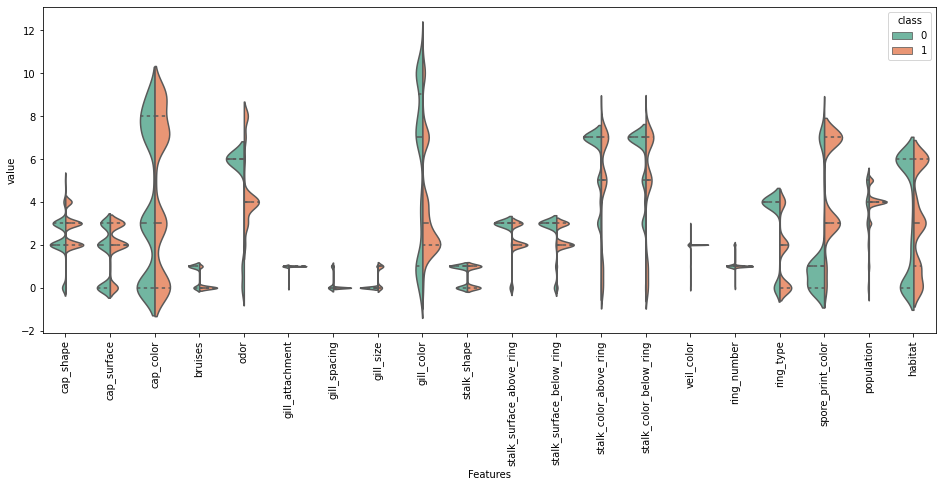 class
0
1
value
12
10
8
6
4
2
0
−2
cap_shape
cap_surface
cap_color
bruises
odor
gill_attachment
gill_spacing
gill_size
gill_color
stalk_shape
stalk_surface_above_ring
stalk_surface_below_ring
stalk_color_above_ring
stalk_color_below_ring
veil_color
ring_number
ring_type
spore_print_color
population
habitat
Features